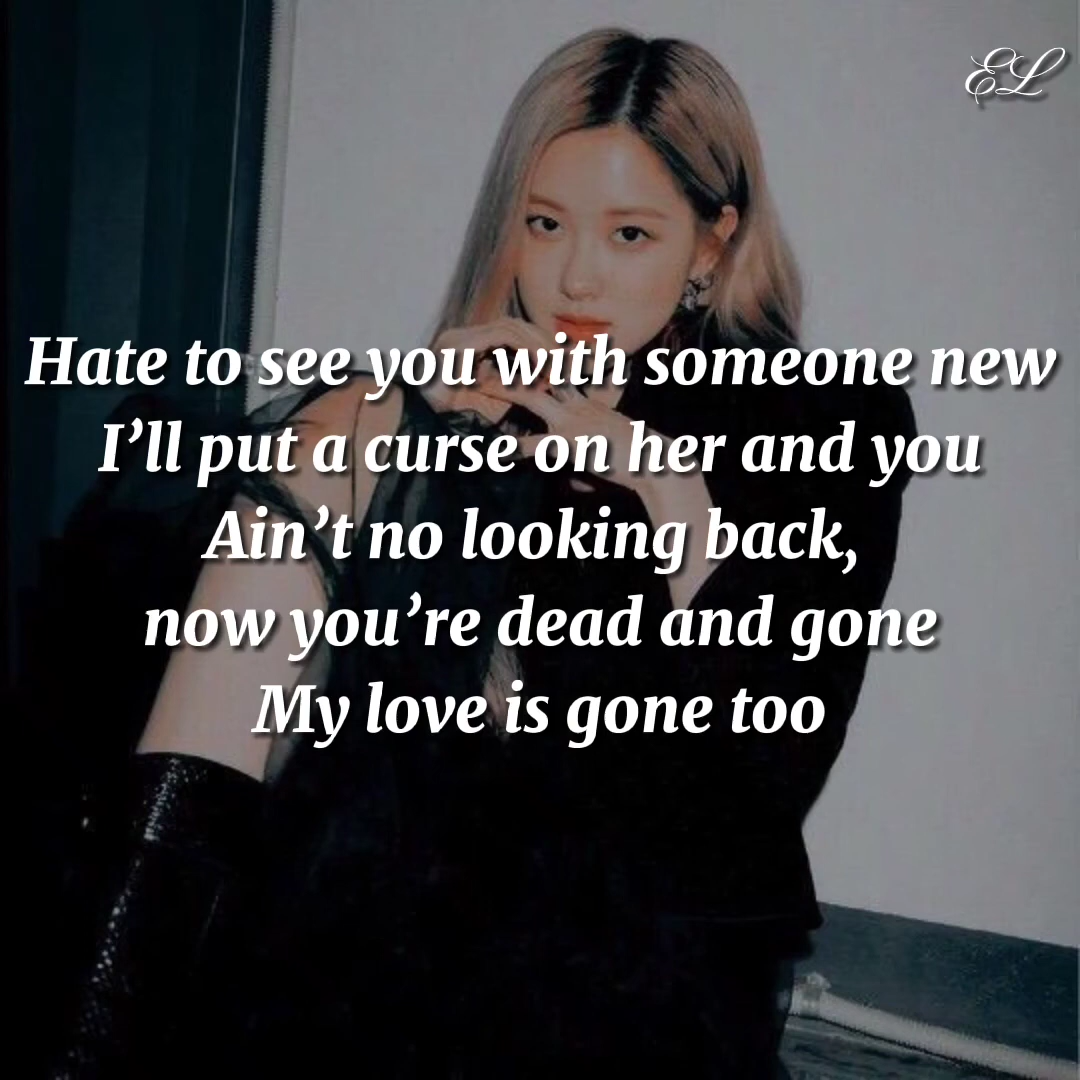 EL
Hate to see you with someone new
I’ll put a curse on her and you
Ain’t no looking back,
now you’re dead and gone
My love is gone too